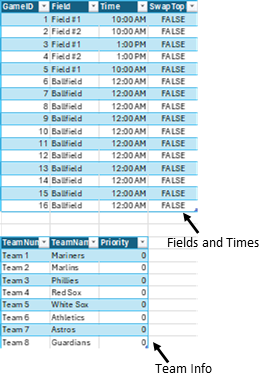 GameID Field Time SwapTop
1 Field #1 10:00 AM FALSE
2 Field #2 10:00 AM FALSE
3 Field #1 1:00 PM FALSE
4 Field #2 1:00 PM FALSE
5 Field #1 10:00 AM FALSE
6 Ballfield 12:00 AM FALSE
7 Ballfield 12:00 AM FALSE
8 Ballfield 12:00 AM FALSE
9 Ballfield 12:00 AM FALSE
10 Ballfield 12:00 AM FALSE
11 Ballfield 12:00 AM FALSE
12 Ballfield 12:00 AM FALSE
13 Ballfield 12:00 AM FALSE
14 Ballfield 12:00 AM FALSE
15 Ballfield 12:00 AM FALSE
16 Ballfield 12:00 AM FALSE
Fields and Times
TeamNum TeamName Priority
Team 1 Mariners 0
Team 2 Marlins 0
Team 3 Phillies 0
Team 4 Red Sox 0
Team 5 White Sox 0
Team 6 Athletics 0
Team 7 Astros 0
Team 8 Guardians 0
Team Info